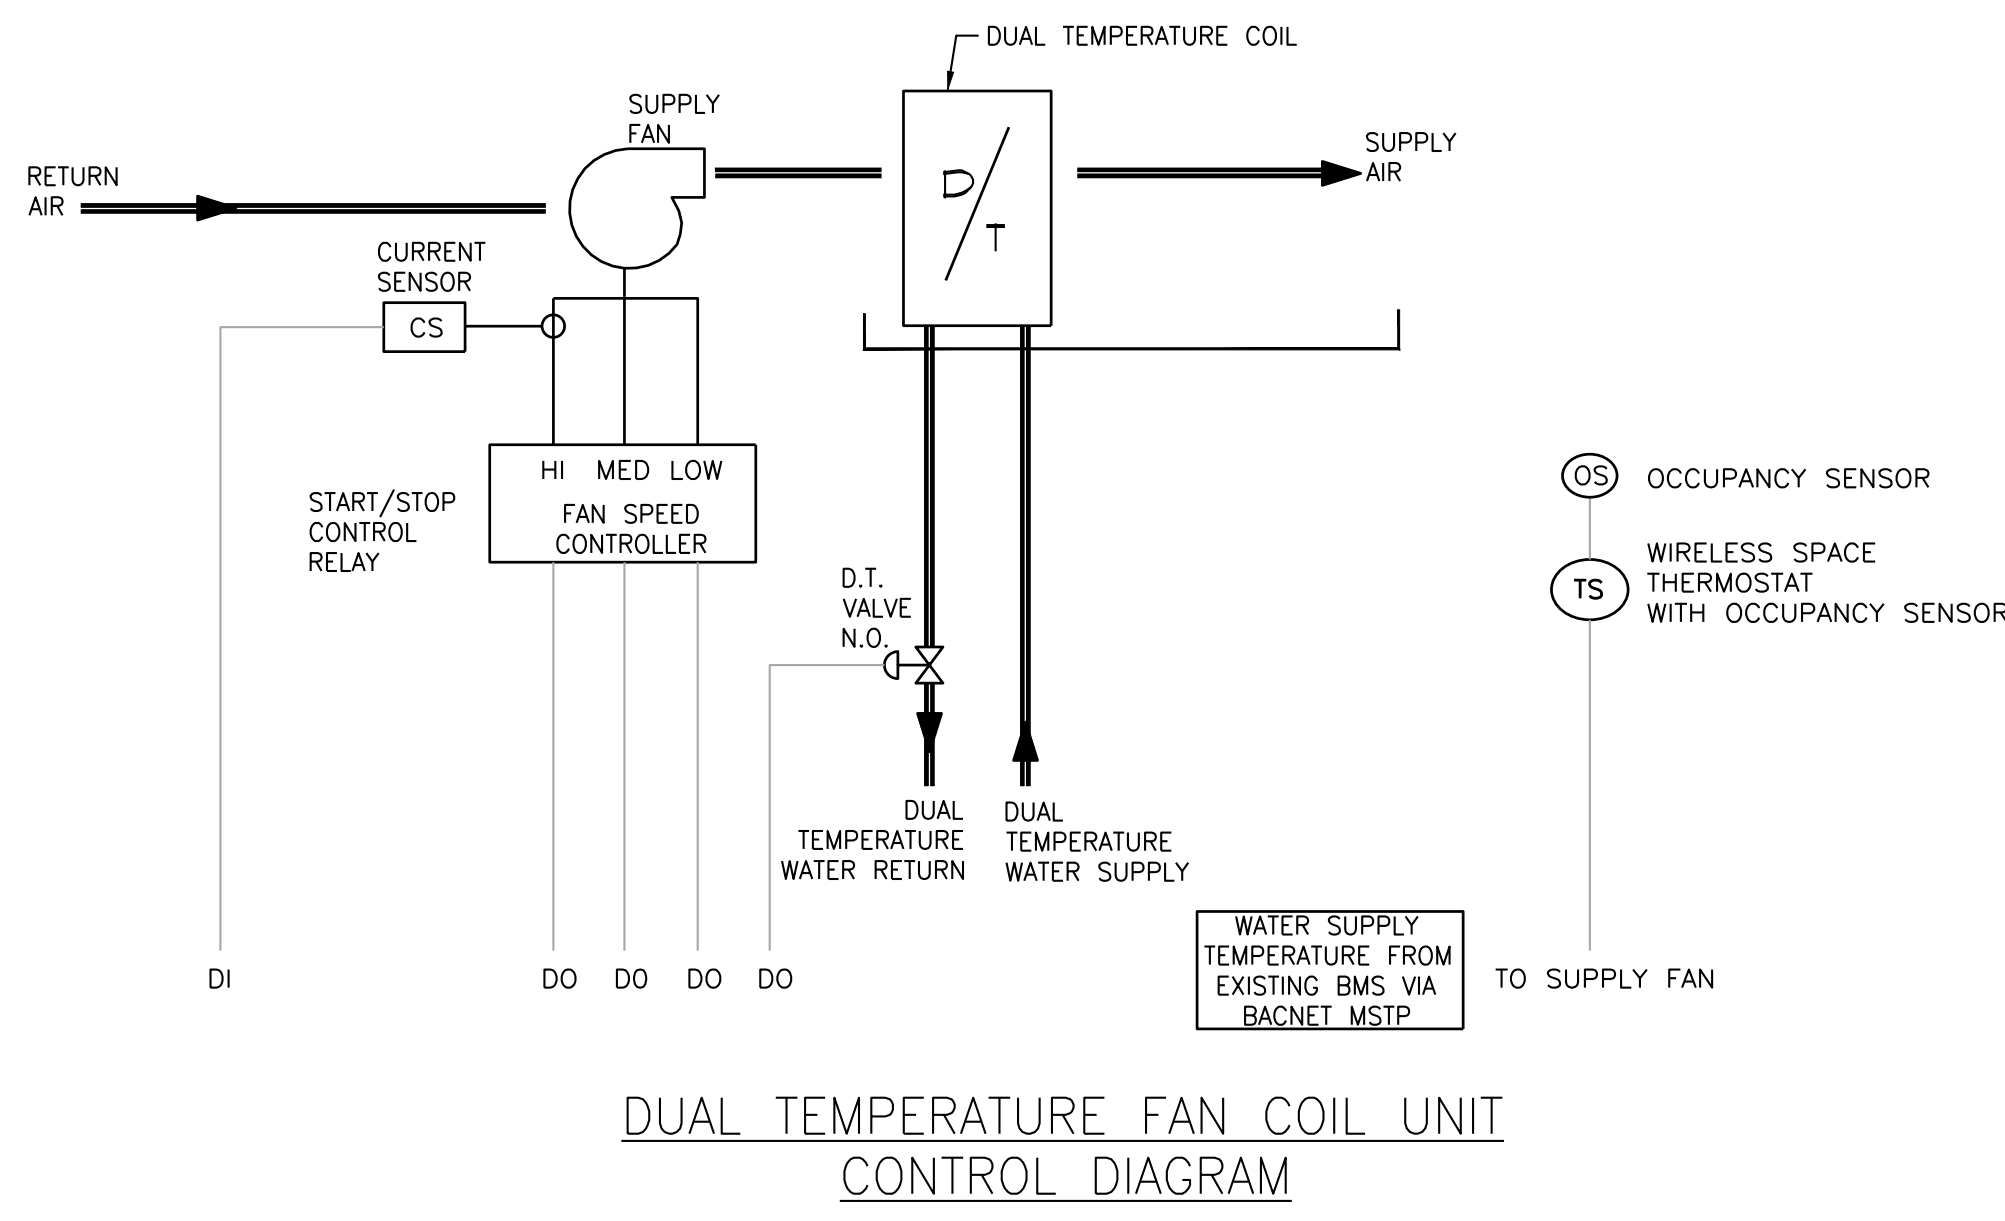 DUAL TEMPERATURE COIL
SUPPLY
FAN
SUPPLY
AIR
RETURN
AIR
D
T
CURRENT
SENSOR
CS
HI MED LOW
FAN SPEED
CONTROLLER
START/STOP
CONTROL
RELAY
OS
OCCUPANCY SENSOR
TS
WIRELESS SPACE
THERMOSTAT
WITH OCCUPANCY SENSOR
D.T.
VALVE
N.O.
DUAL
TEMPERATURE
WATER RETURN
DUAL
TEMPERATURE
WATER SUPPLY
WATER SUPPLY
TEMPERATURE FROM
EXISTING BMS VIA
BACNET MSTP
DI
DO
DO
DO
DO
TO SUPPLY FAN
DUAL TEMPERATURE FAN COIL UNIT
CONTROL DIAGRAM